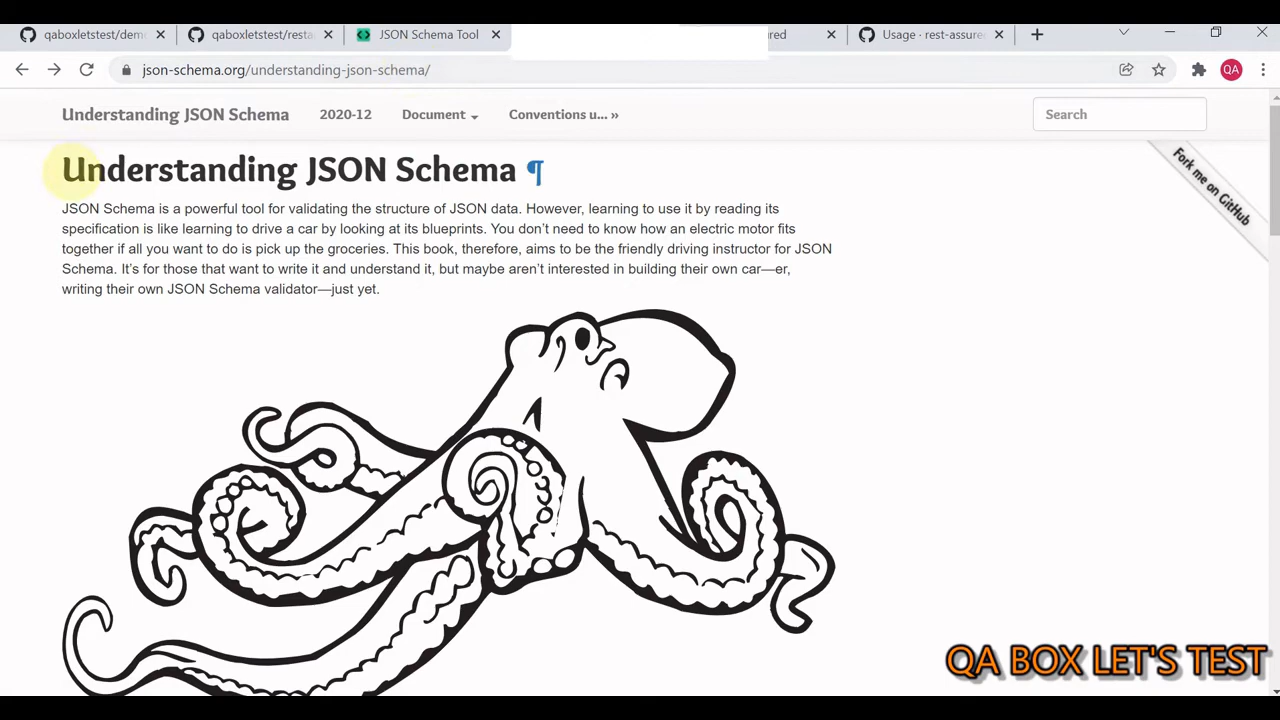 qaboxletstest/dem
qaboxletstest/resta
JSON Schema Tool
ured
Usage · rest-assure
json-schema.org/understanding-json-schema/
QA
Understanding JSON Schema
2020-12
Document
Conventions u... »
Search
Fork me on GitHub
Understanding JSON Schema ¶
JSON Schema is a powerful tool for validating the structure of JSON data. However, learning to use it by reading its
specification is like learning to drive a car by looking at its blueprints. You don't need to know how an electric motor fits
together if all you want to do is pick up the groceries. This book, therefore, aims to be the friendly driving instructor for JSON
Schema. It's for those that want to write it and understand it, but maybe aren't interested in building their own car—er,
writing their own JSON Schema validator—just yet.
QA BOX LET'S TEST